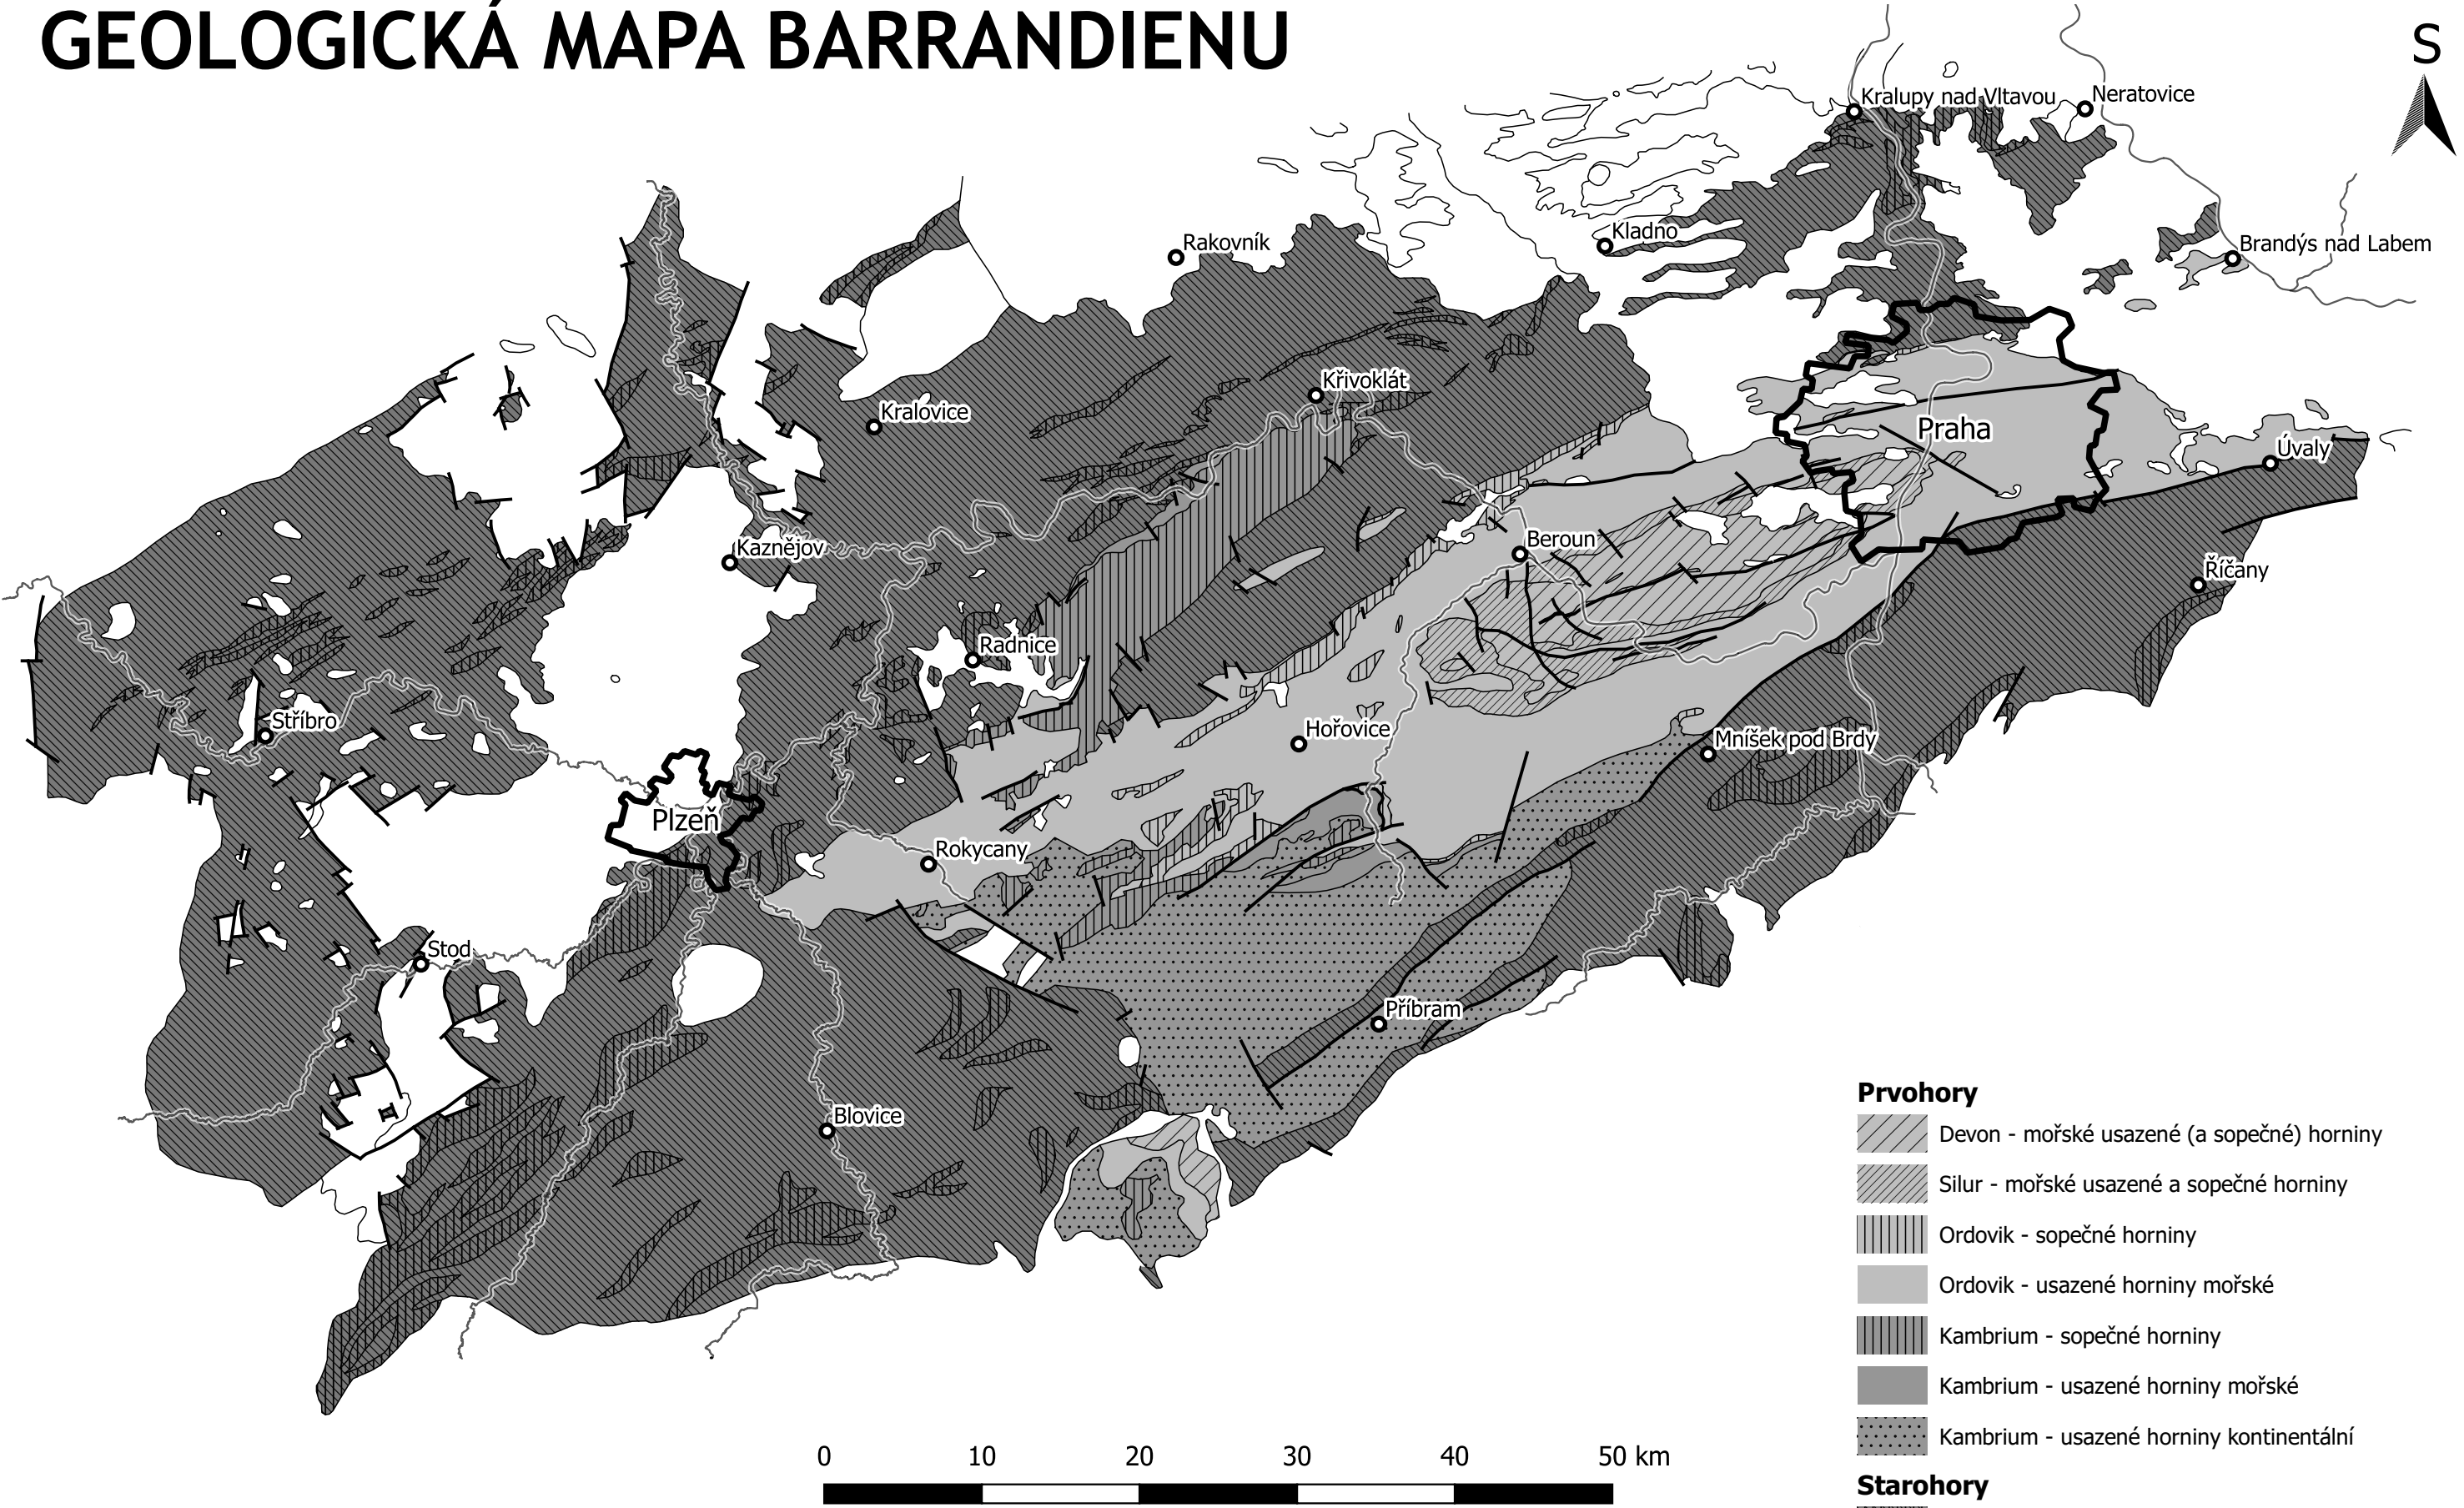 GEOLOGICKÁ MAPA BARRANDIENU
S
Kralupy nad Vltavou
Neratovice
Rakovník
Kladno
Brandýs nad Labem
Křivoklát
Kralovice
Praha
Úvaly
Kaznějov
Beroun
Říčany
Radnice
Stříbro
Hořovice
Mníšek pod Brdy
Plzeň
Rokycany
Stod
Příbram
Blovice
Prvohory
Devon - mořské usazené (a sopečné) horniny
Silur - mořské usazené a sopečné horniny
Ordovik - sopečné horniny
Ordovik - usazené horniny mořské
Kambrium - sopečné horniny
Kambrium - usazené horniny mořské
Kambrium - usazené horniny kontinentální
Starohory
0 10 20 30 40 50 km